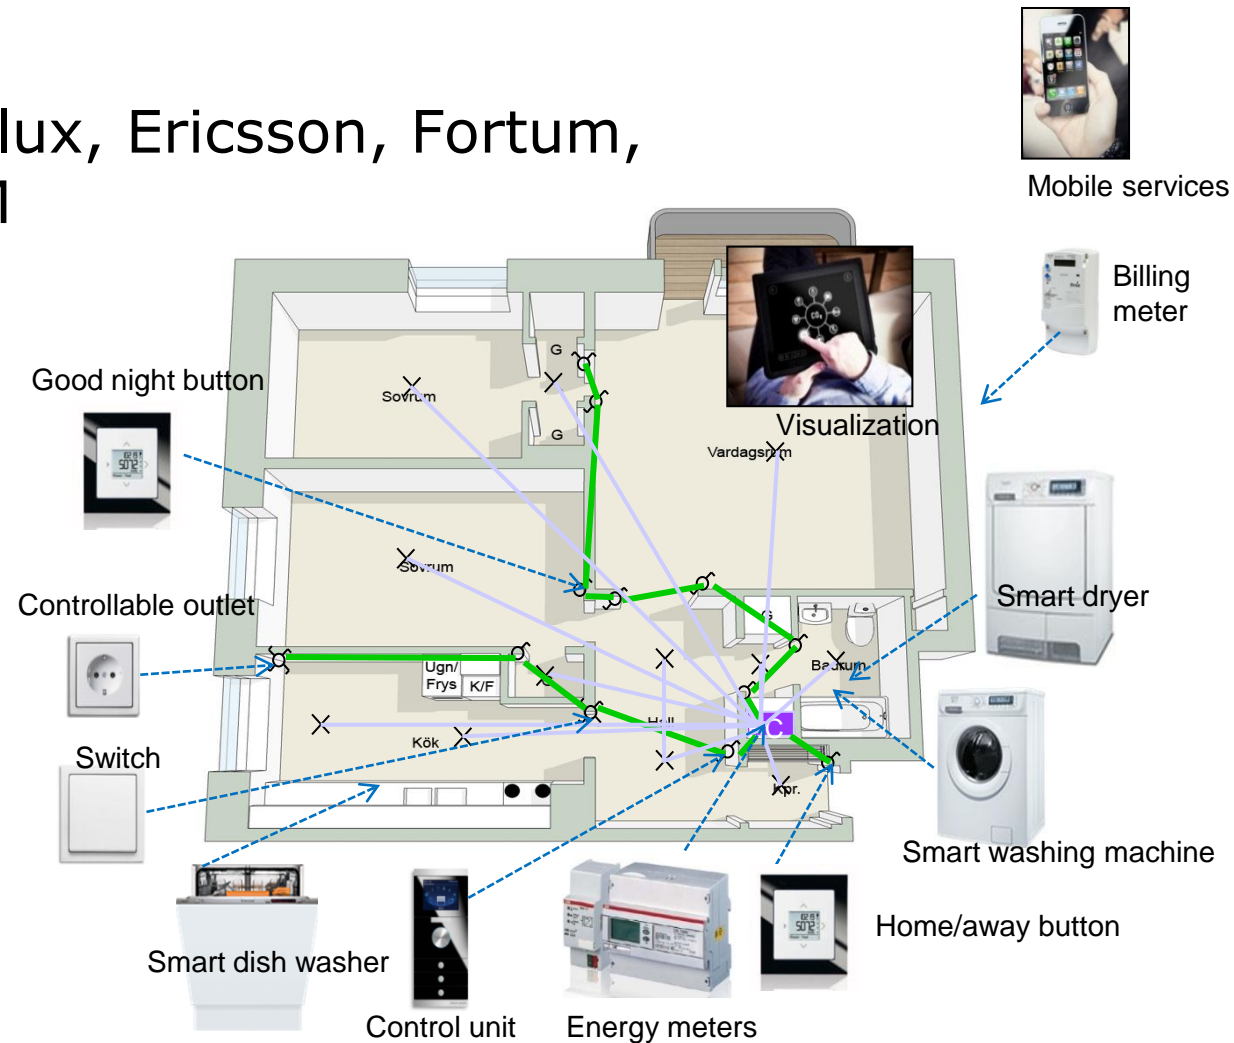 lux, Ericsson, Fortum,
Mobile services
Billing
meter
Good night button
G
Sovrum
G
Visualization
Vardagsrum
CO₂
Sovrum
Controllable outlet
Smart dryer
G
Ugn/
Frys
K/F
Badrum
Hall
C
Kök
Switch
Kpr.
Smart washing machine
Home/away button
Smart dish washer
Control unit
Energy meters